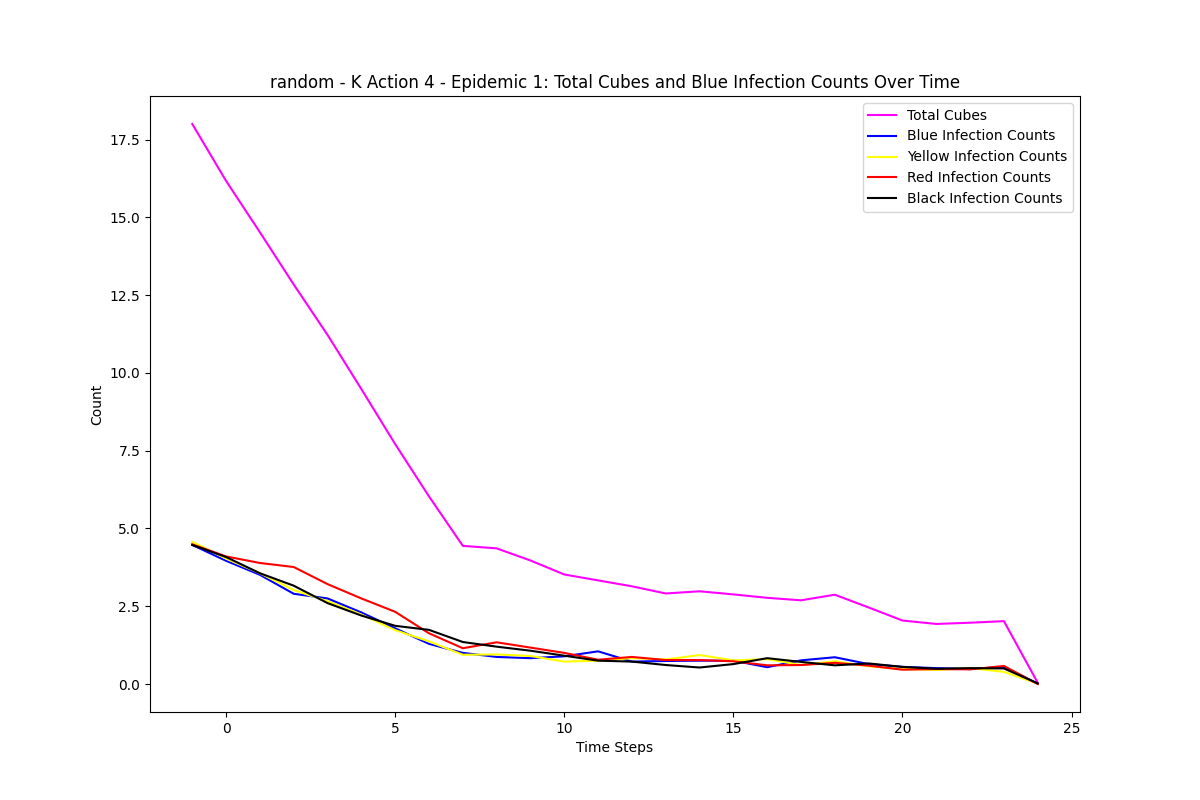 random - K Action 4 - Epidemic 1: Total Cubes and Blue Infection Counts Over Time
Total Cubes
Blue Infection Counts
Yellow Infection Counts
Red Infection Counts
Black Infection Counts
17.5
15.0
12.5
10.0
7.5
5.0
2.5
0.0
Count
0 5 10 15 20 25
Time Steps